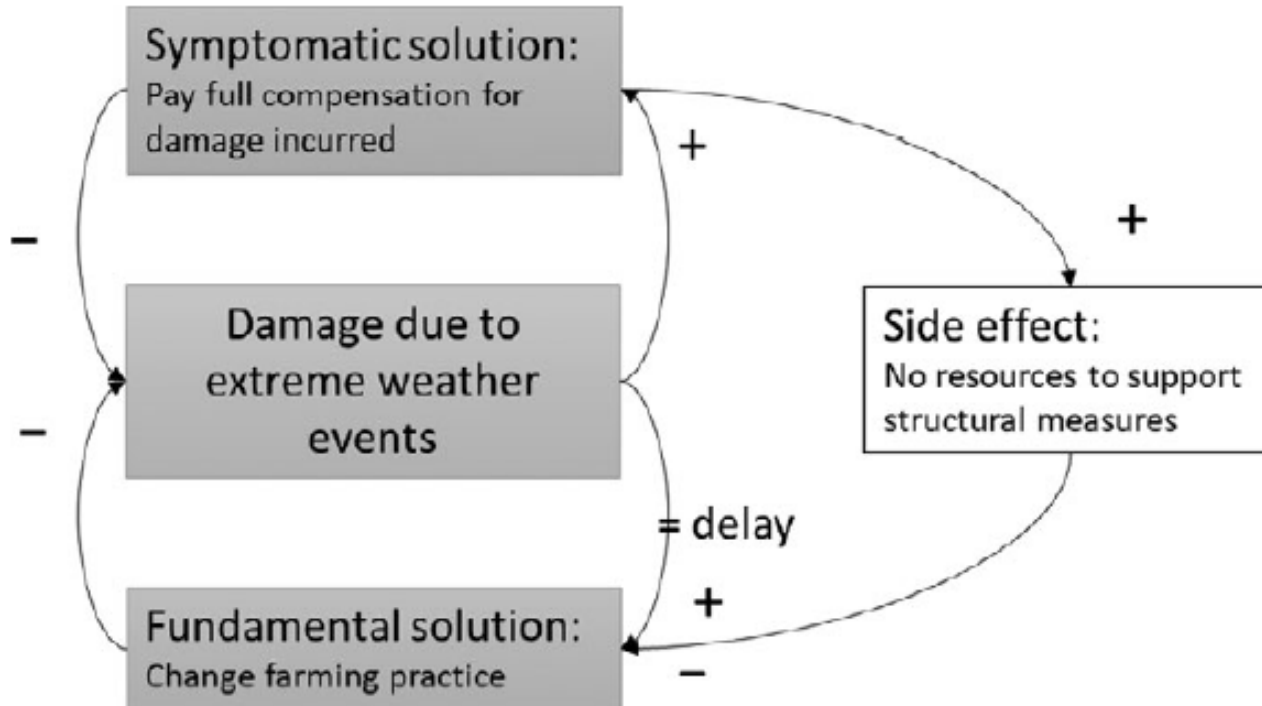 Symptomatic solution:
Pay full compensation for
damage incurred
+
+
−
Damage due to
extreme weather
events
Side effect:
No resources to support
structural measures
−
= delay
+
Fundamental solution:
Change farming practice
−